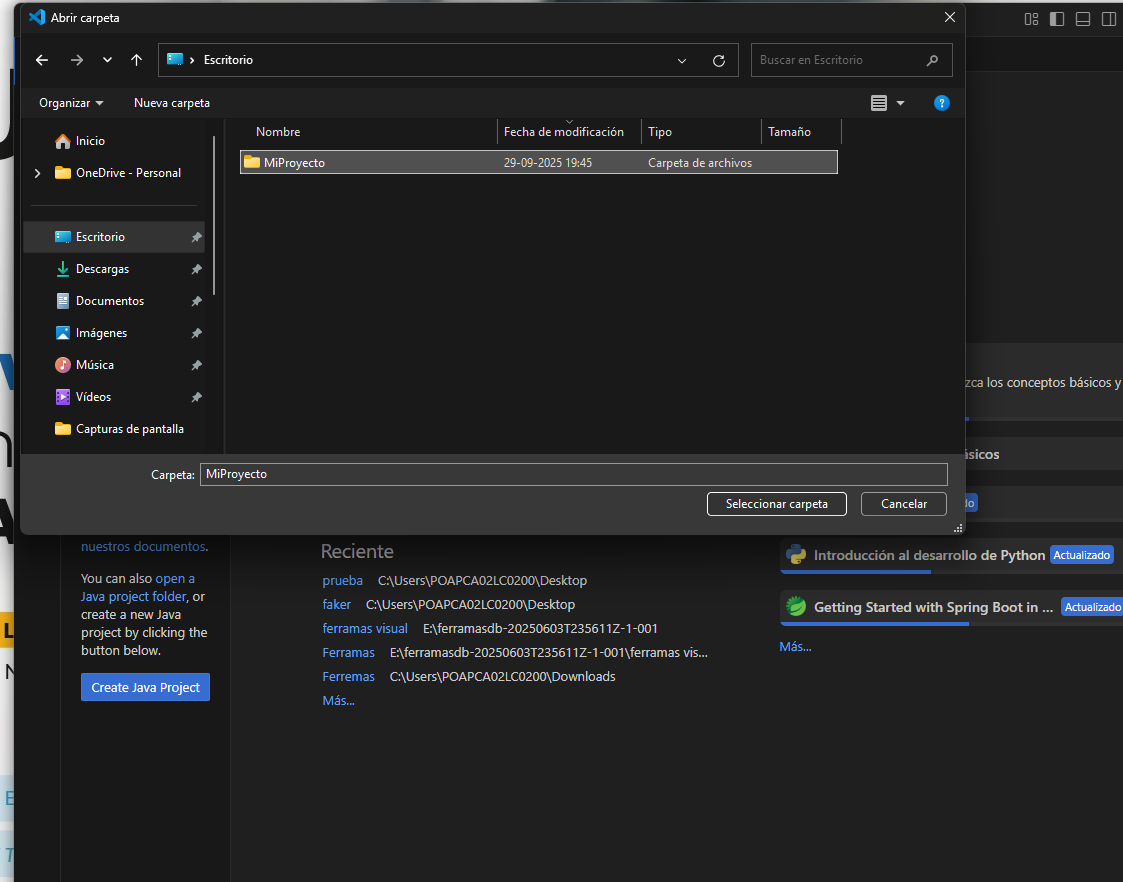 Abrir carpeta
Escritorio
Buscar en Escritorio
Organizar
Nueva carpeta
Inicio
OneDrive - Personal
Escritorio
Descargas
Documentos
Imágenes
Música
Vídeos
Capturas de pantalla
Nombre
Fecha de modificación
Tipo
Tamaño
MiProyecto
29-09-2025 19:45
Carpeta de archivos
Carpeta:
MiProyecto
Seleccionar carpeta
Cancelar
nuestros documentos.
You can also open a
Java project folder, or
create a new Java
project by clicking the
button below.
Create Java Project
Reciente
prueba C:\Users\POAPCA02LC0200\Desktop
faker C:\Users\POAPCA02LC0200\Desktop
ferramas visual E:\ferramasdb-20250603T235611Z-1-001
Ferramas E:\ferramasdb-20250603T235611Z-1-001\ferramas vis...
Ferremas C:\Users\POAPCA02LC0200\Downloads
Más...
zca los conceptos básicos y
ásicos
do
Introducción al desarrollo de Python Actualizado
Getting Started with Spring Boot in ... Actualizado
Más...